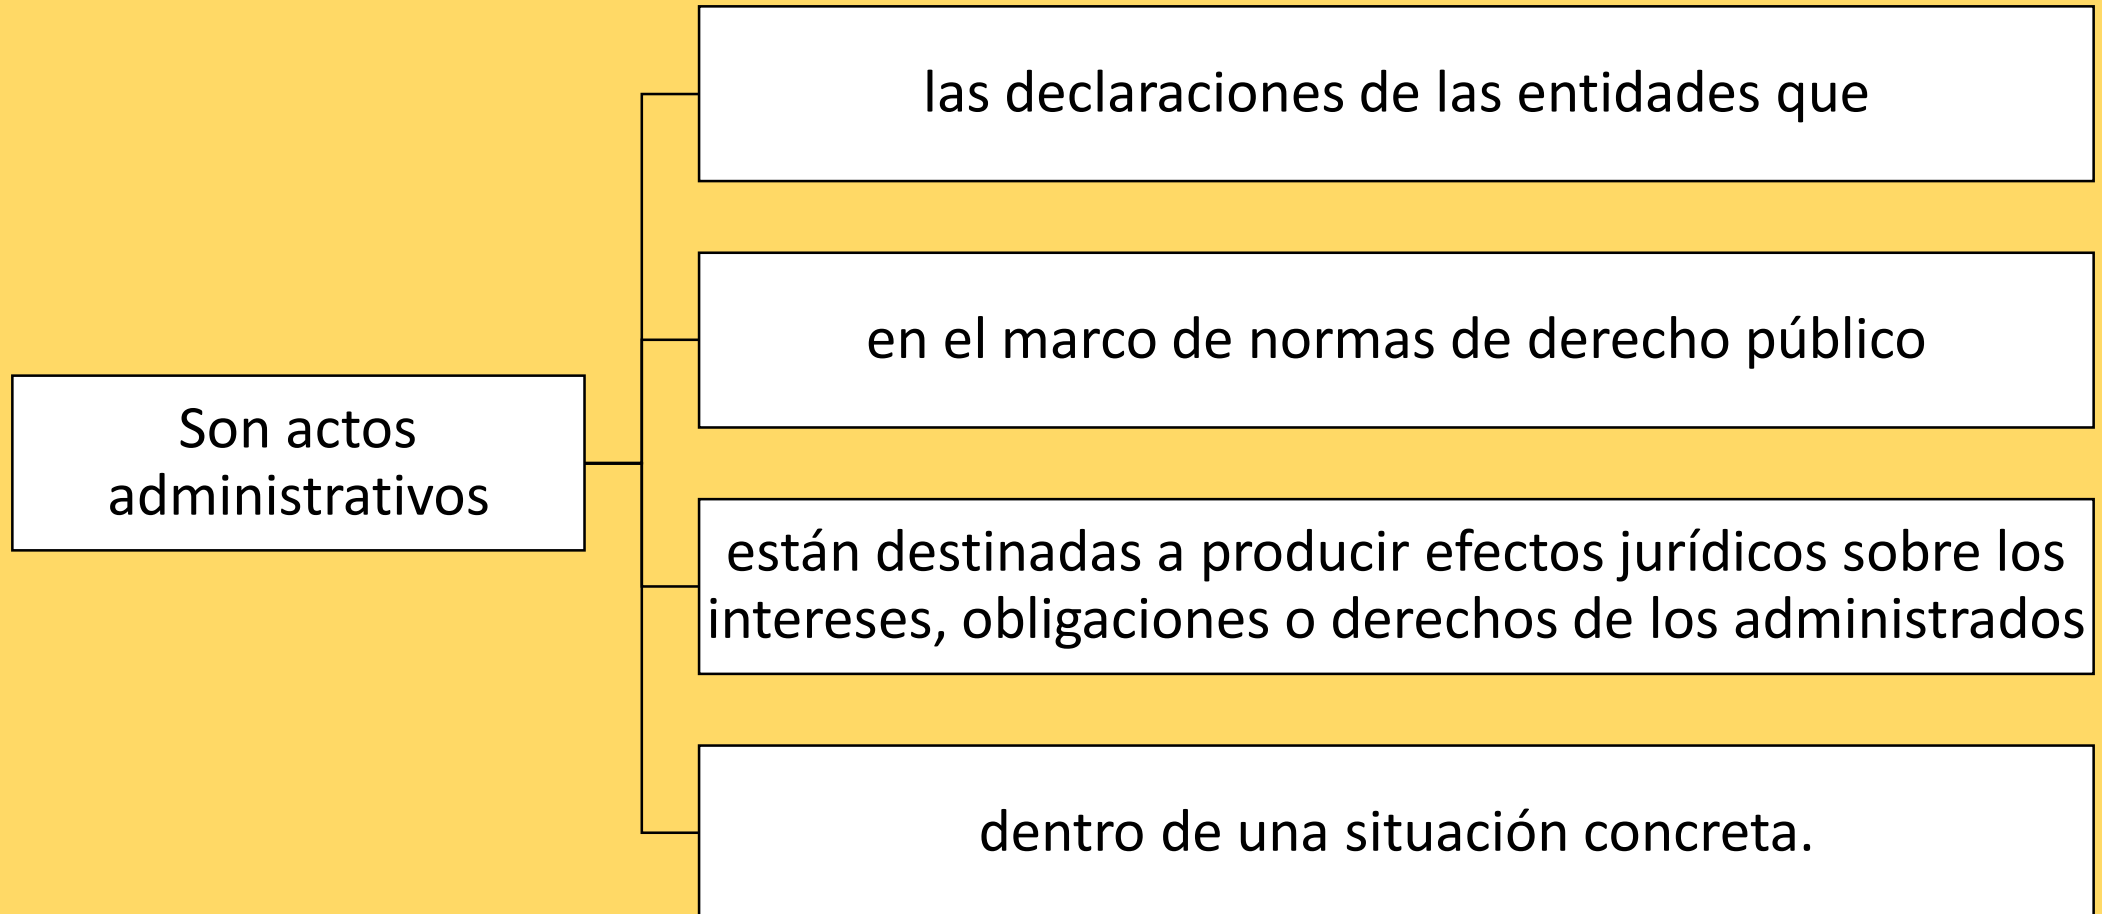 Son actos
administrativos
las declaraciones de las entidades que
en el marco de normas de derecho público
están destinadas a producir efectos jurídicos sobre los
intereses, obligaciones o derechos de los administrados
dentro de una situación concreta.